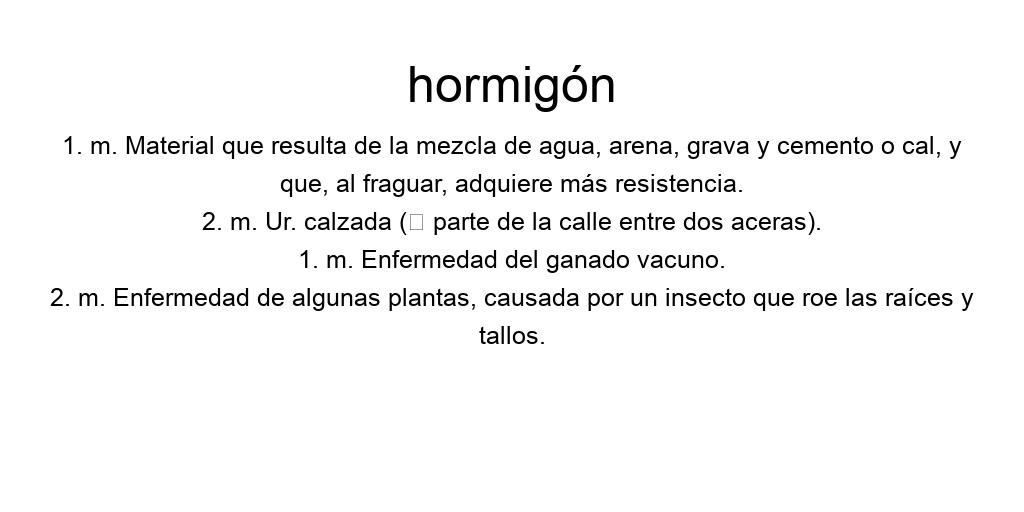 hormigón
1. m. Material que resulta de la mezcla de agua, arena, grava y cemento o cal, y
que, al fraguar, adquiere más resistencia.
2. m. Ur. calzada (▯ parte de la calle entre dos aceras).
1. m. Enfermedad del ganado vacuno.
2. m. Enfermedad de algunas plantas, causada por un insecto que roe las raíces y
tallos.